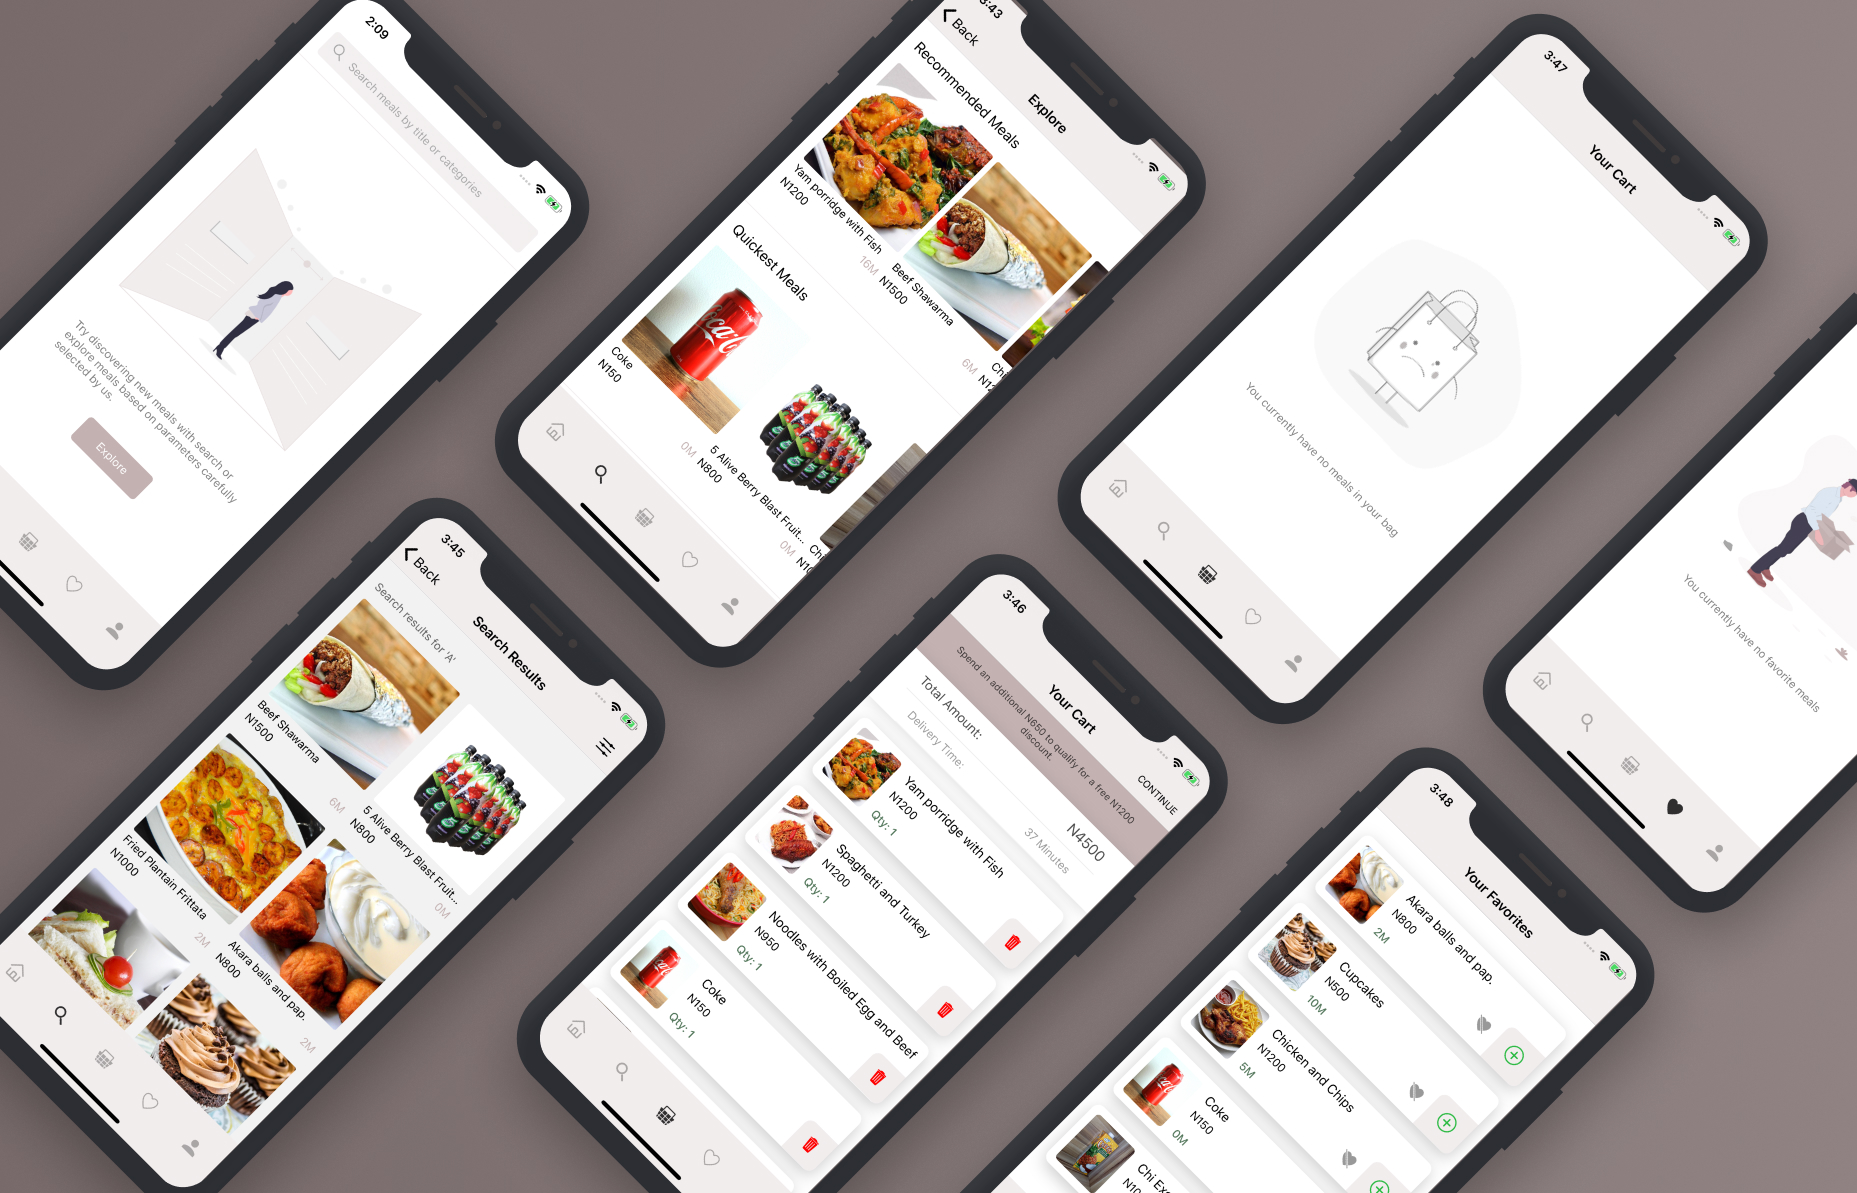 2:09
Search meals by title or categories
Try discovering new meals with search or
explore meals based on parameters carefully
selected by us.
Explore
3:43
Back
Explore
Recommended Meals
Yam porridge with Fish
N1200
16M
Beef Shawarma
N1500
6M
Quickest Meals
Coke
N150
0M
5 Alive Berry Blast Fruit...
N800
0M
3:47
Your Cart
You currently have no meals in your bag
You currently have no favorite meals
3:45
Back
Search Results
Search results for 'A'
Beef Shawarma
N1500
6M
5 Alive Berry Blast Fruit...
N800
0M
Fried Plantain Frittata
N1000
2M
Akara balls and pap.
N800
2M
3:46
Your Cart
CONTINUE
Spend an additional N650 to qualify for a free N1200
discount.
Total Amount:
N4500
Delivery Time:
37 Minutes
Yam porridge with Fish
N1200
Qty: 1
Spaghetti and Turkey
N1200
Qty: 1
Noodles with Boiled Egg and Beef
N950
Qty: 1
Coke
N150
Qty: 1
3:48
Your Favorites
Akara balls and pap.
N800
2M
Cupcakes
N500
10M
Chicken and Chips
N1200
5M
Coke
N150
0M
Chi Ex